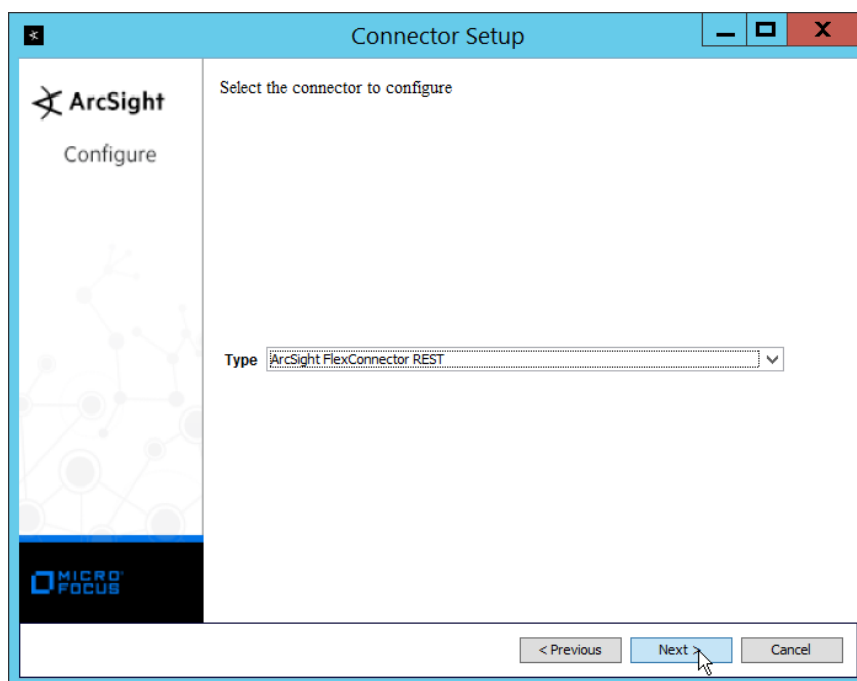 Connector Setup
X
ArcSight
Configure
Select the connector to configure
Type ArcSight FlexConnector REST
MICRO
FOCUS
< Previous Next > Cancel